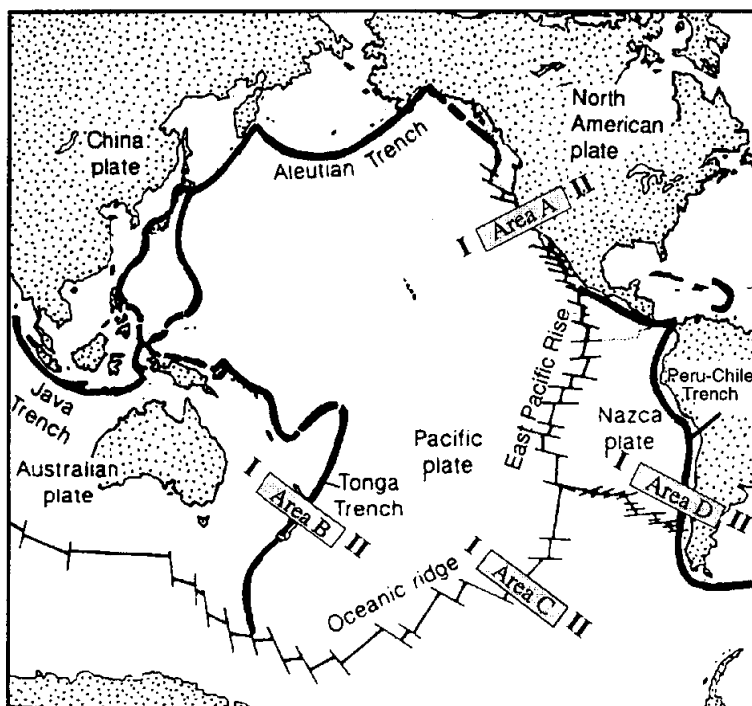 North
American
plate
China
plate
Aleutian Trench
I
Area A
II
East Pacific Rise
Peru-Chile
Trench
Java
Trench
Nazca
plate
Pacific
plate
Australian
plate
Tonga
Trench
I
Area B
II
I
Area D
II
Oceanic ridge
I
Area C
II